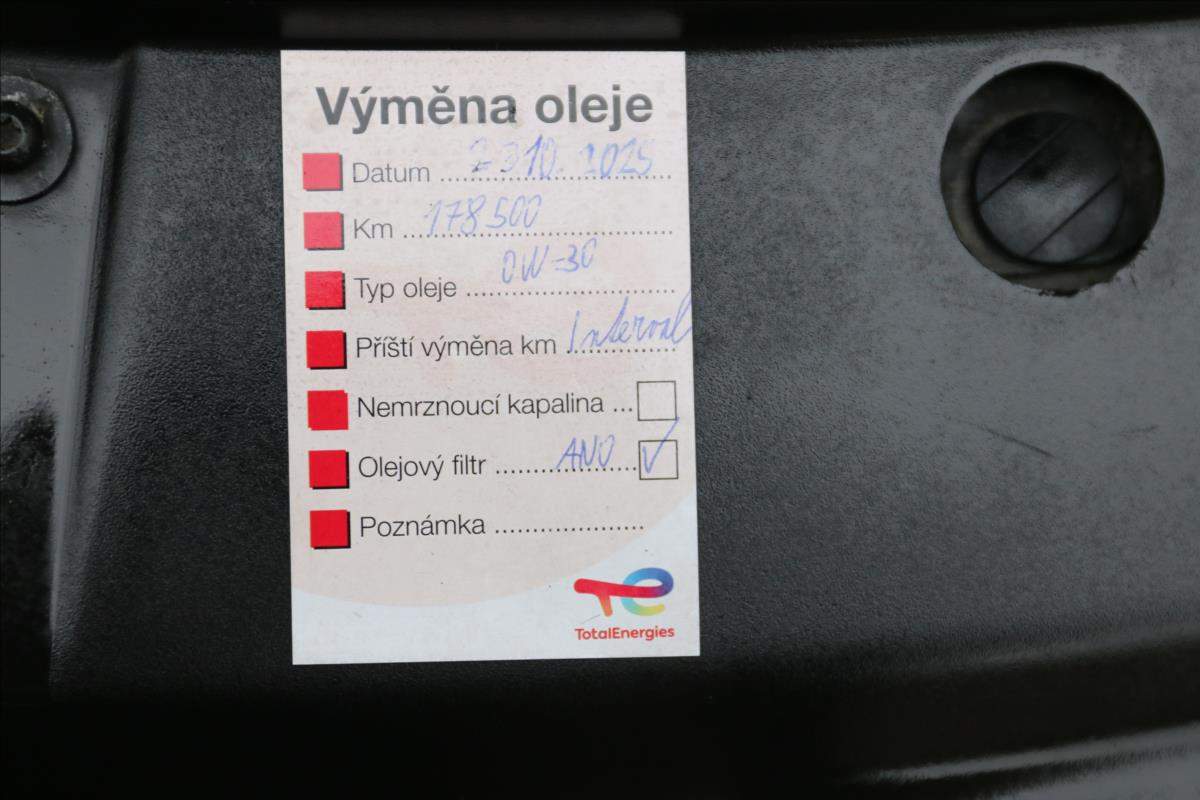 Výměna oleje
Datum ........ 10. 2025
Km 178 500
Typ oleje 0W-30
Příští výměna km Interval
Nemrznoucí kapalina ...
Olejový filtr ANO ✓
Poznámka
TotalEnergies